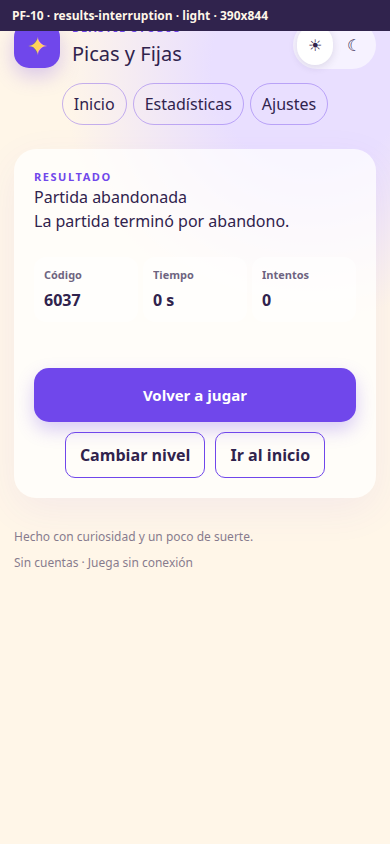 PF-10 · results-interruption · light · 390x844
Picas y Fijas
Inicio Estadísticas Ajustes
RESULTADO
Partida abandonada
La partida terminó por abandono.
Código Tiempo Intentos
6037 0 s 0
Volver a jugar
Cambiar nivel Ir al inicio
Hecho con curiosidad y un poco de suerte.
Sin cuentas · Juega sin conexión